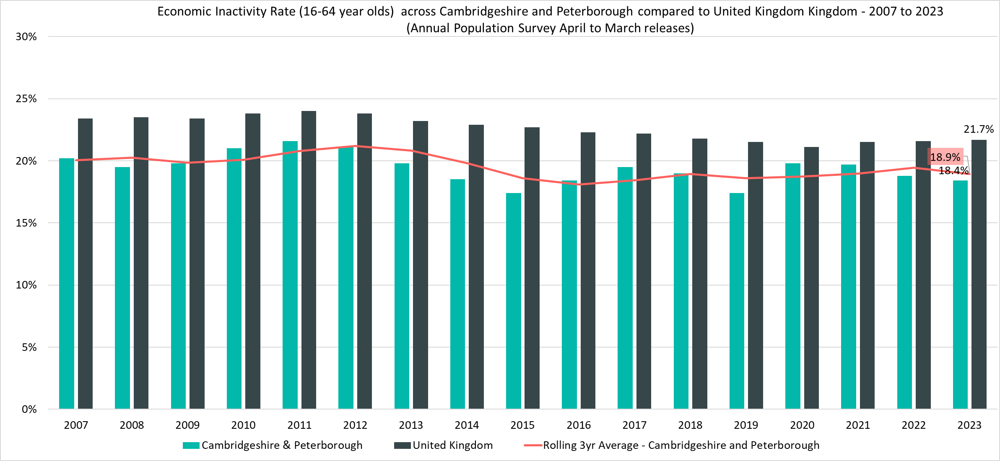 Economic Inactivity Rate (16-64 year olds)  across Cambridgeshire and Peterborough compared to United Kingdom Kingdom - 2007 to 2023
(Annual Population Survey April to March releases)
30%
25%
20%
15%
10%
5%
0%
21.7%
18.9%
18.4%
2007 2008 2009 2010 2011 2012 2013 2014 2015 2016 2017 2018 2019 2020 2021 2022 2023
Cambridgeshire & Peterborough United Kingdom Rolling 3yr Average - Cambridgeshire and Peterborough